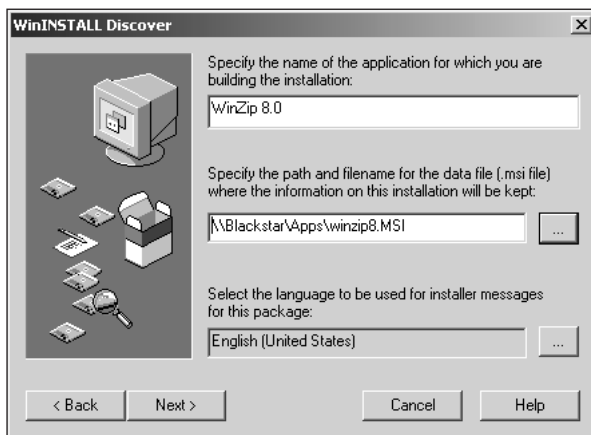 WinINSTALL Discover
Specify the name of the application for which you are
building the installation:
WinZip 8.0
Specify the path and filename for the data file (.msi file)
where the information on this installation will be kept:
\\Blackstar\Apps\winzip8.MSI
...
Select the language to be used for installer messages
for this package:
English (United States)
...
< Back
Next >
Cancel
Help